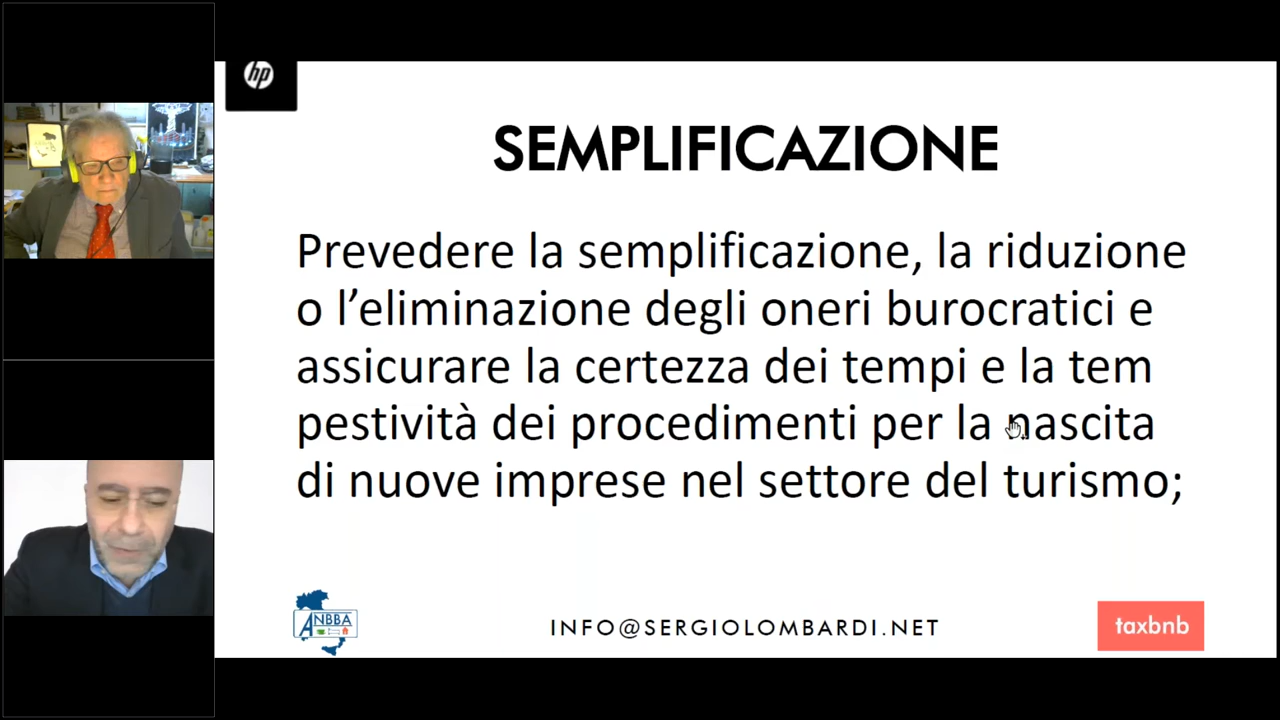 hp
SEMPLIFICAZIONE
Prevedere la semplificazione, la riduzione
o l’eliminazione degli oneri burocratici e
assicurare la certezza dei tempi e la tem
pestività dei procedimenti per la nascita
di nuove imprese nel settore del turismo;
ANBBA
INFO@SERGIOLOMBARDI.NET
taxbnb